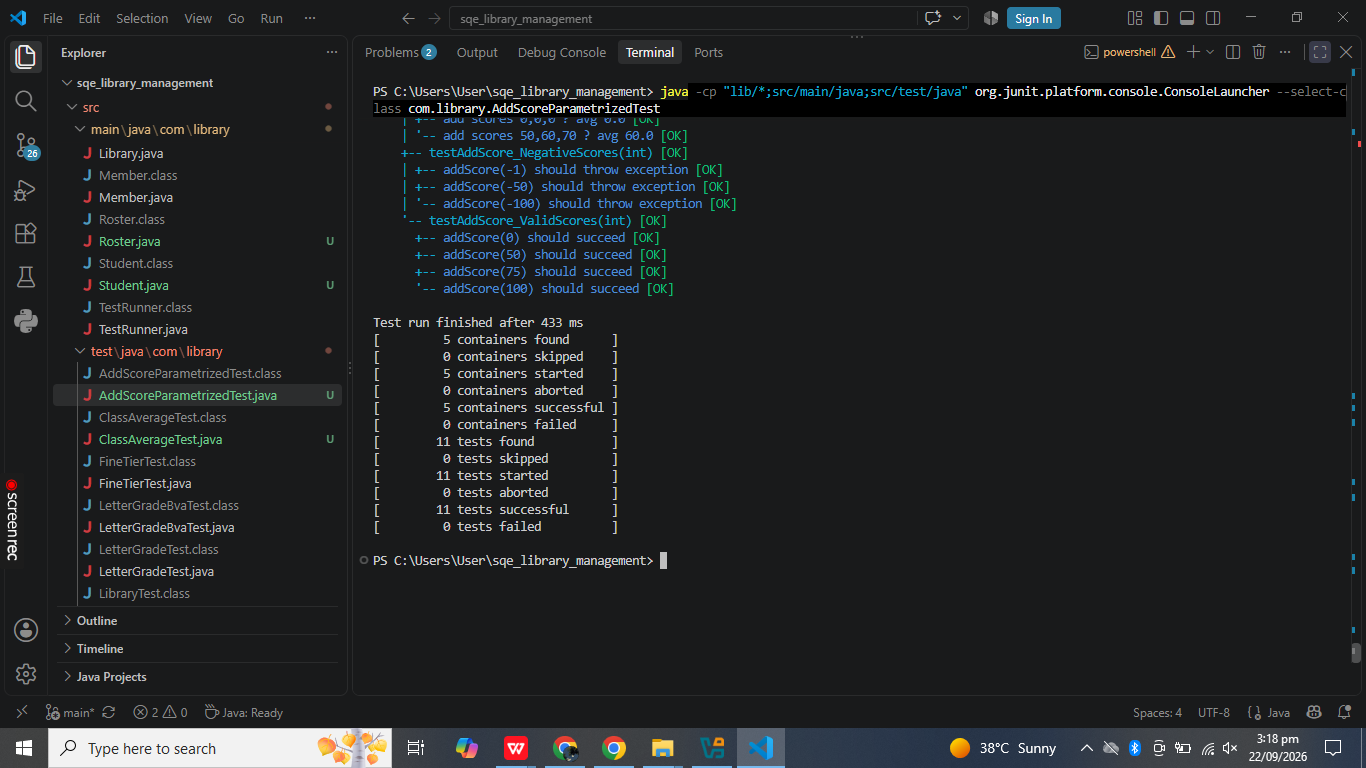 File Edit Selection View Go Run ··· sqe_library_management Sign In
Explorer ···
sqe_library_management
src
main\java\com\library
Library.java
Member.class
Member.java
Roster.class
Roster.java U
Student.class
Student.java U
TestRunner.class
TestRunner.java
test\java\com\library
AddScoreParametrizedTest.class
AddScoreParametrizedTest.java U
ClassAverageTest.class
ClassAverageTest.java U
FineTierTest.class
FineTierTest.java
LetterGradeBvaTest.class
LetterGradeBvaTest.java
LetterGradeTest.class
LetterGradeTest.java
LibraryTest.class
Outline
Timeline
Java Projects
26
screenrec
Problems 2 Output Debug Console Terminal Ports powershell
PS C:\Users\User\sqe_library_management> java -cp "lib/*;src/main/java;src/test/java" org.junit.platform.console.ConsoleLauncher --select-c
lass com.library.AddScoreParametrizedTest
| +-- add scores 0,0,0 ? avg 0.0 [OK]
| '-- add scores 50,60,70 ? avg 60.0 [OK]
+-- testAddScore_NegativeScores(int) [OK]
| +-- addScore(-1) should throw exception [OK]
| +-- addScore(-50) should throw exception [OK]
| '-- addScore(-100) should throw exception [OK]
'-- testAddScore_ValidScores(int) [OK]
+-- addScore(0) should succeed [OK]
+-- addScore(50) should succeed [OK]
+-- addScore(75) should succeed [OK]
'-- addScore(100) should succeed [OK]
Test run finished after 433 ms
[ 5 containers found ]
[ 0 containers skipped ]
[ 5 containers started ]
[ 0 containers aborted ]
[ 5 containers successful ]
[ 0 containers failed ]
[ 11 tests found ]
[ 0 tests skipped ]
[ 11 tests started ]
[ 0 tests aborted ]
[ 11 tests successful ]
[ 0 tests failed ]
PS C:\Users\User\sqe_library_management>
main* 2 0 Java: Ready Spaces: 4 UTF-8 {} Java
Type here to search 38°C Sunny 3:18 pm
22/09/2026